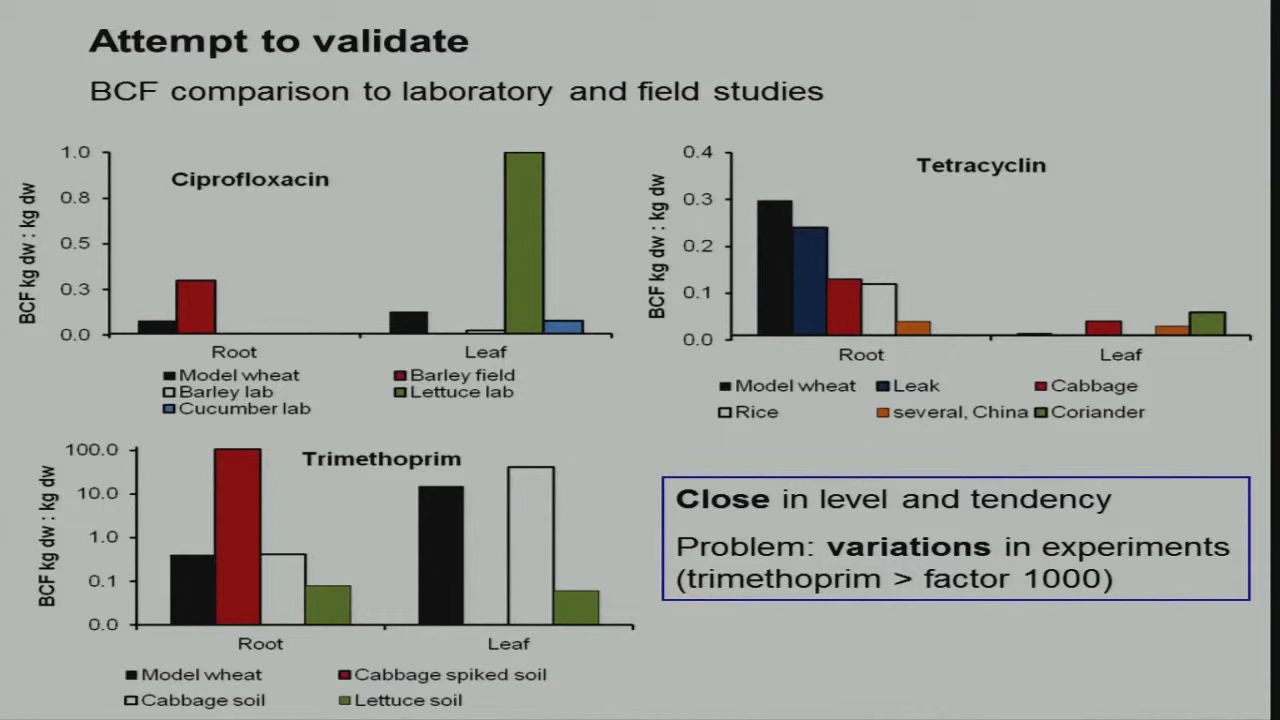 Attempt to validate
BCF comparison to laboratory and field studies
Ciprofloxacin
BCF kg dw : kg dw
1.0
0.8
0.5
0.3
0.0
Root Leaf
Model wheat Barley field
Barley lab Lettuce lab
Cucumber lab
Tetracyclin
BCF kg dw : kg dw
0.4
0.3
0.2
0.1
0.0
Root Leaf
Model wheat Leak Cabbage
Rice several, China Coriander
Trimethoprim
BCF kg dw : kg dw
100.0
10.0
1.0
0.1
0.0
Root Leaf
Model wheat Cabbage spiked soil
Cabbage soil Lettuce soil
Close in level and tendency
Problem: variations in experiments
(trimethoprim > factor 1000)